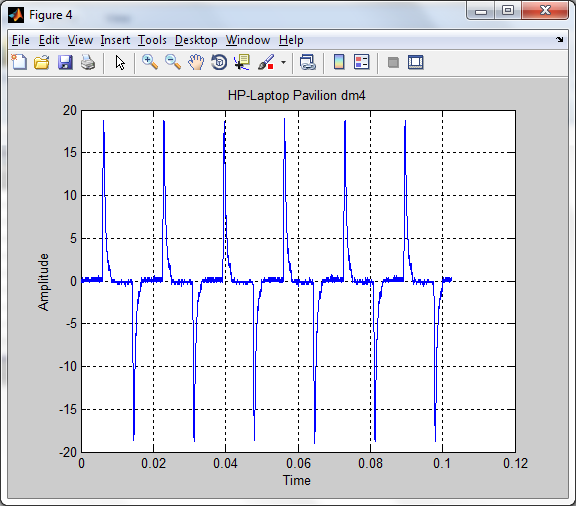 Figure 4
File Edit View Insert Tools Desktop Window Help
HP-Laptop Pavilion dm4
20
15
10
5
0
-5
-10
-15
-20
Amplitude
0 0.02 0.04 0.06 0.08 0.1 0.12
Time